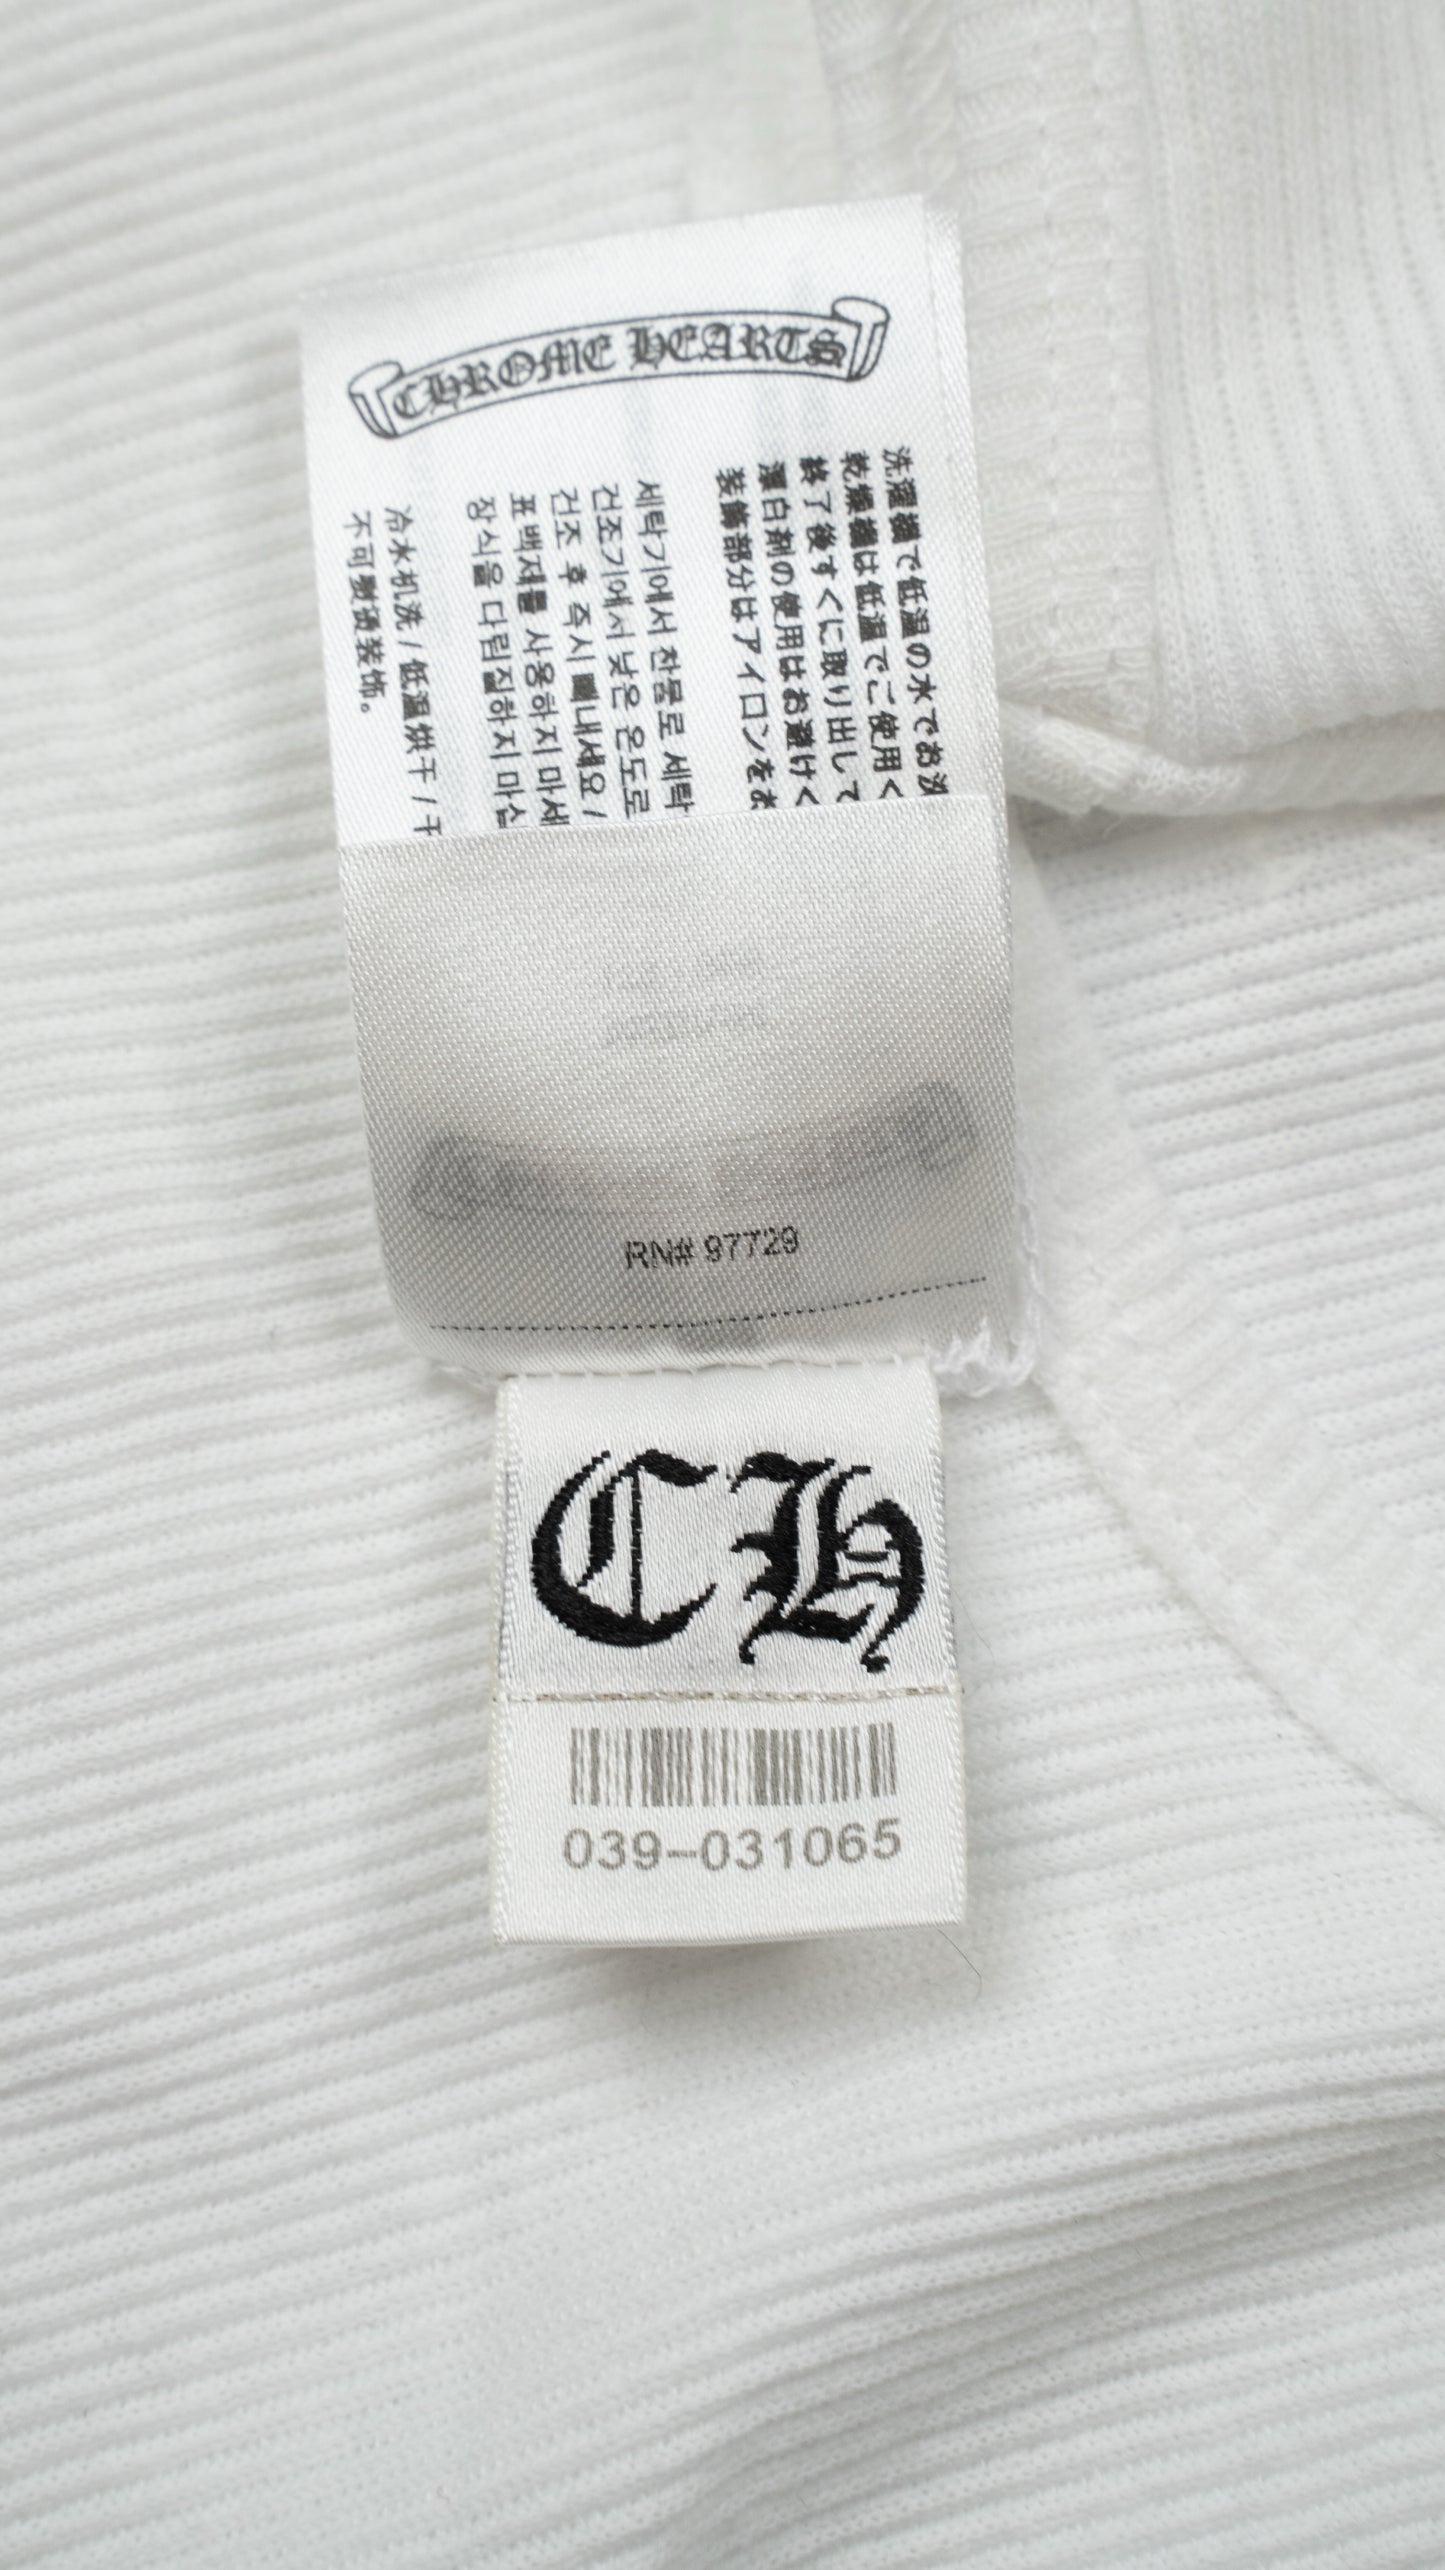 CHROME HEARTS
洗濯機で低温の水でお洗
乾燥機は低温でご使用く
終了後すぐに取り出して
漂白剤の使用はお避けく
装飾部分はアイロンをお
세탁기에서 찬물로 세탁
건조기에서 낮은 온도로
건조 후 즉시 빼내세요 /
표백제를 사용하지 마세
장식을 다림질하지 마십
冷水机洗 / 低温烘干 / 干
不可熨烫装饰。
RN# 97729
CH
039-031065